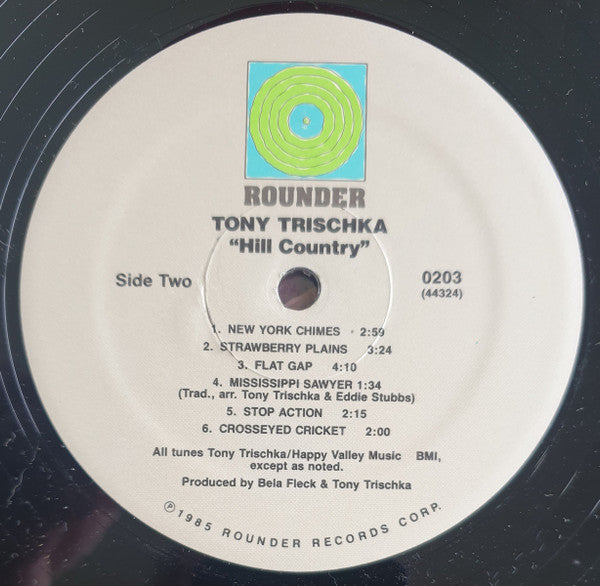 ROUNDER
TONY TRISCHKA
"Hill Country"
Side Two
0203
(44324)
1. NEW YORK CHIMES · 2:59
2. STRAWBERRY PLAINS 3:24
3. FLAT GAP 4:10
4. MISSISSIPPI SAWYER 1:34
(Trad., arr. Tony Trischka & Eddie Stubbs)
5. STOP ACTION 2:15
6. CROSSEYED CRICKET 2:00
All tunes Tony Trischka/Happy Valley Music BMI,
except as noted.
Produced by Bela Fleck & Tony Trischka
℗1985 ROUNDER RECORDS CORP.